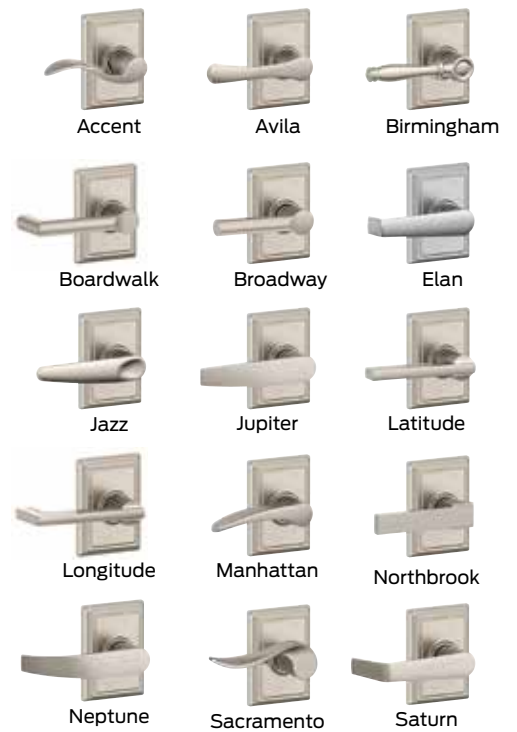 Accent
Avila
Birmingham
Boardwalk
Broadway
Elan
Jazz
Jupiter
Latitude
Longitude
Manhattan
Northbrook
Neptune
Sacramento
Saturn